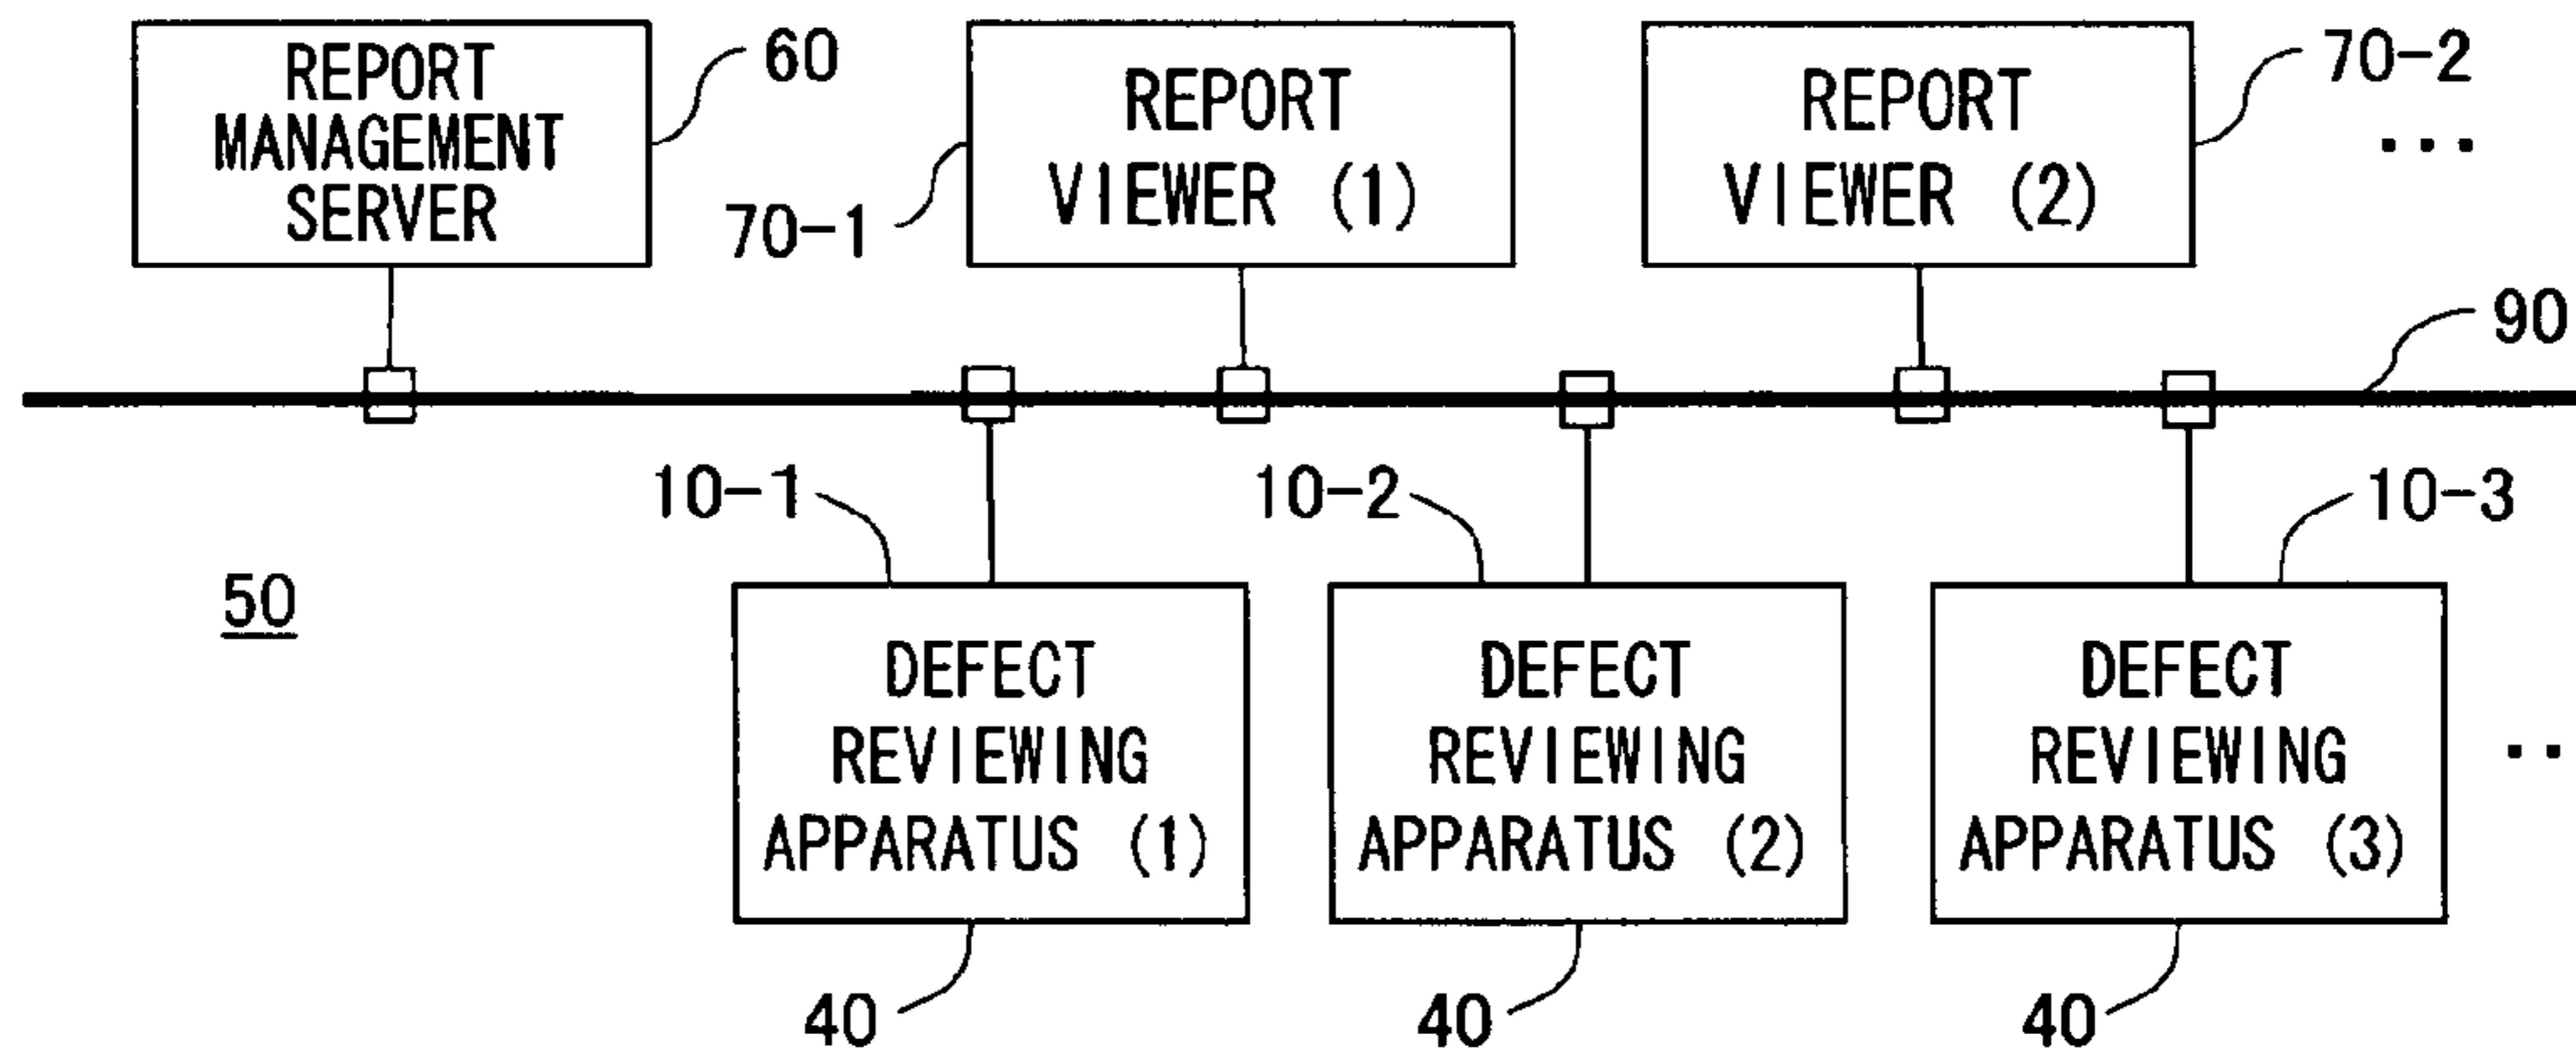 REPORT
MANAGEMENT
SERVER
60
REPORT
VIEWER (1)
70-1
REPORT
VIEWER (2)
70-2
...
90
10-1
10-2
10-3
50
DEFECT
REVIEWING
APPARATUS (1)
DEFECT
REVIEWING
APPARATUS (2)
DEFECT
REVIEWING
APPARATUS (3)
..
40
40
40